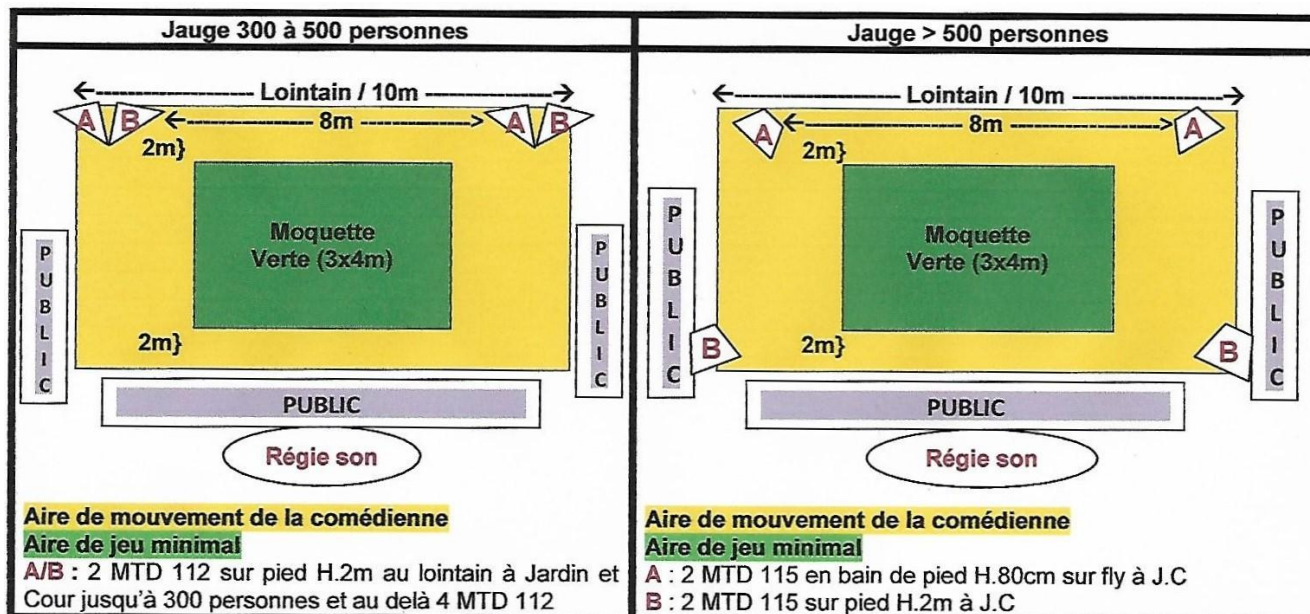 Jauge 300 à 500 personnes
<--------------------- Lointain / 10m --------------->
A B <------------ 8m ------------> A B
2m}
Moquette
Verte (3x4m)
2m}
PUBLIC
PUBLIC
PUBLIC
Régie son
Aire de mouvement de la comédienne
Aire de jeu minimal
A/B : 2 MTD 112 sur pied H.2m au lointain à Jardin et
Cour jusqu'à 300 personnes et au delà 4 MTD 112
Jauge > 500 personnes
<--------------------- Lointain / 10m --------------->
A <------------ 8m ------------> A
2m}
Moquette
Verte (3x4m)
PUBLIC
PUBLIC
B
2m}
B
PUBLIC
Régie son
Aire de mouvement de la comédienne
Aire de jeu minimal
A : 2 MTD 115 en bain de pied H.80cm sur fly à J.C
B : 2 MTD 115 sur pied H.2m à J.C